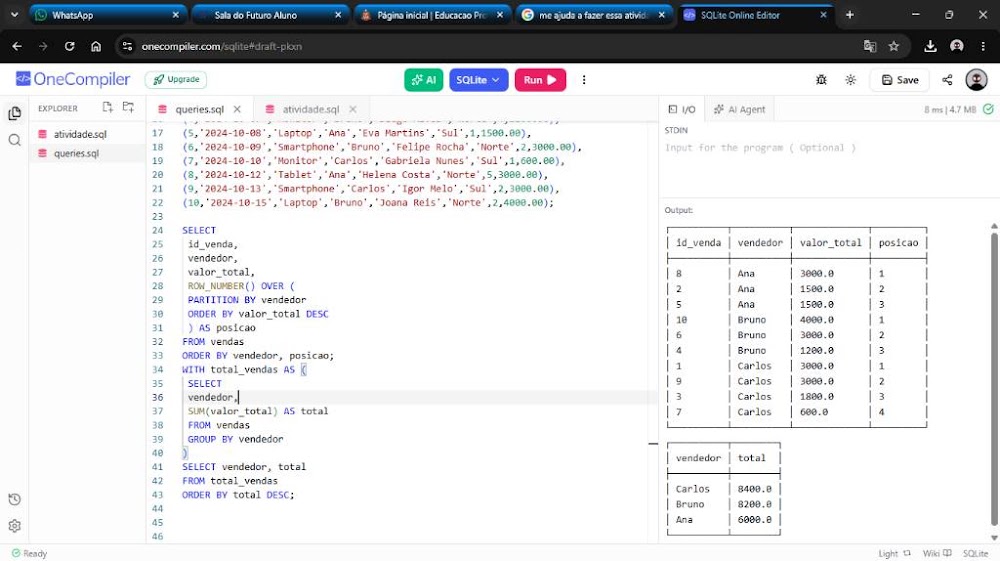 WhatsApp
Sala do Futuro Aluno
Página inicial | Educacao Pro
me ajuda a fazer essa ativida
SQLite Online Editor
onecompiler.com/sqlite#draft-pkxn
OneCompiler
Upgrade
AI
SQLite
Run
Save
EXPLORER
atividade.sql
queries.sql
queries.sql
atividade.sql
17 (5,'2024-10-08','Laptop','Ana','Eva Martins','Sul',1,1500.00),
18 (6,'2024-10-09','Smartphone','Bruno','Felipe Rocha','Norte',2,3000.00),
19 (7,'2024-10-10','Monitor','Carlos','Gabriela Nunes','Sul',1,600.00),
20 (8,'2024-10-12','Tablet','Ana','Helena Costa','Norte',5,3000.00),
21 (9,'2024-10-13','Smartphone','Carlos','Igor Melo','Sul',2,3000.00),
22 (10,'2024-10-15','Laptop','Bruno','Joana Reis','Norte',2,4000.00);
23
24 SELECT
25 id_venda,
26 vendedor,
27 valor_total,
28 ROW_NUMBER() OVER (
29 PARTITION BY vendedor
30 ORDER BY valor_total DESC
31 ) AS posicao
32 FROM vendas
33 ORDER BY vendedor, posicao;
34 WITH total_vendas AS (
35 SELECT
36 vendedor,
37 SUM(valor_total) AS total
38 FROM vendas
39 GROUP BY vendedor
40 )
41 SELECT vendedor, total
42 FROM total_vendas
43 ORDER BY total DESC;
44
45
46
I/O
AI Agent
8 ms | 4.7 MB
STDIN
Input for the program ( Optional )
Output:
id_venda vendedor valor_total posicao
8 Ana 3000.0 1
2 Ana 1500.0 2
5 Ana 1500.0 3
10 Bruno 4000.0 1
6 Bruno 3000.0 2
4 Bruno 1200.0 3
1 Carlos 3000.0 1
9 Carlos 3000.0 2
3 Carlos 1800.0 3
7 Carlos 600.0 4
vendedor total
Carlos 8400.0
Bruno 8200.0
Ana 6000.0
Ready
Light
Wiki
SQLite